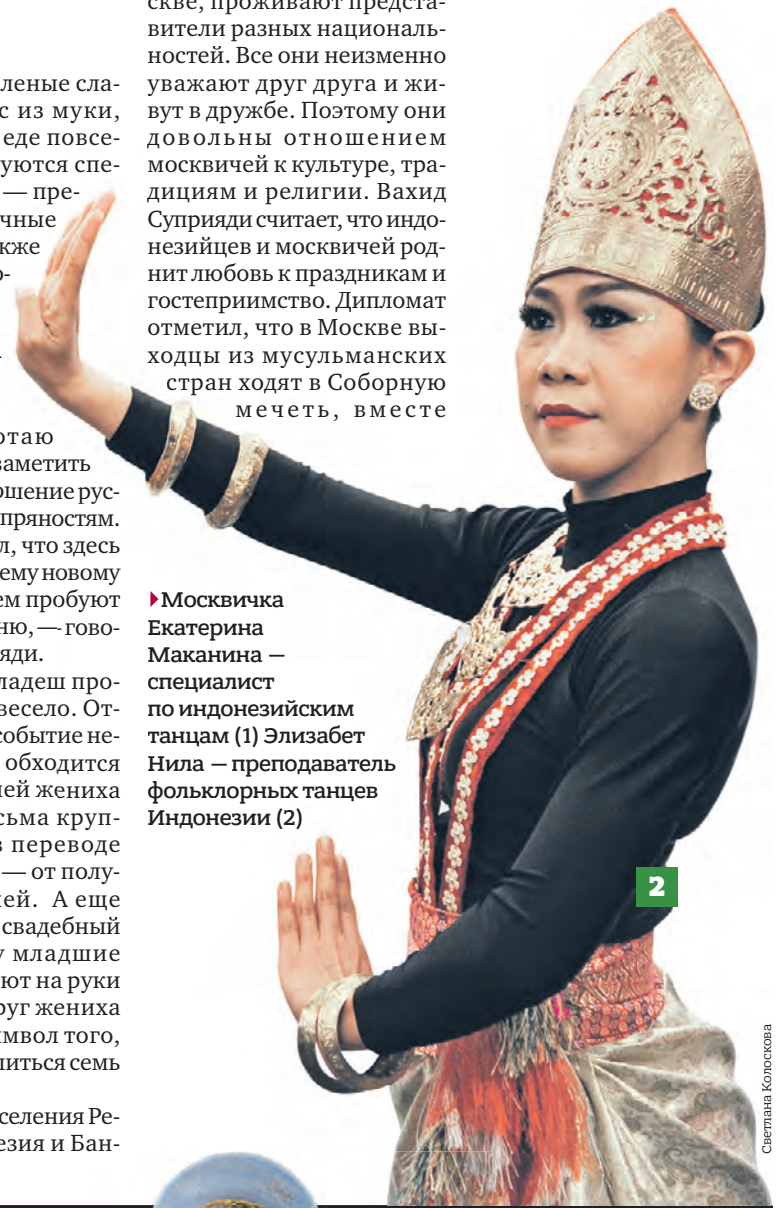 леные сла-
с из муки,
еде повсе-
уются спе-
— пре-
чные
кже
о-
-
отаю
заметить
ошение рус-
пряностям.
л, что здесь
ему новому
ем пробуют
ню, — гово-
яди.
ладеш про-
весело. От-
событие не-
обходится
лей жениха
сьма круп-
в переводе
— от полу-
лей. А еще
свадебный
у младшие
ют на руки
руг жениха
имвол того,
литься семь
селения Ре-
езия и Бан-
скве, проживают предста-
вители разных националь-
ностей. Все они неизменно
уважают друг друга и жи-
вут в дружбе. Поэтому они
довольны отношением
москвичей к культуре, тра-
дициям и религии. Вахид
Суприяди считает, что индо-
незийцев и москвичей род-
нит любовь к праздникам и
гостеприимство. Дипломат
отметил, что в Москве вы-
ходцы из мусульманских
стран ходят в Соборную
мечеть, вместе
Москвичка
Екатерина
Маканина —
специалист
по индонезийским
танцам (1) Элизабет
Нила — преподаватель
фольклорных танцев
Индонезии (2)
2
Светлана Колоскова